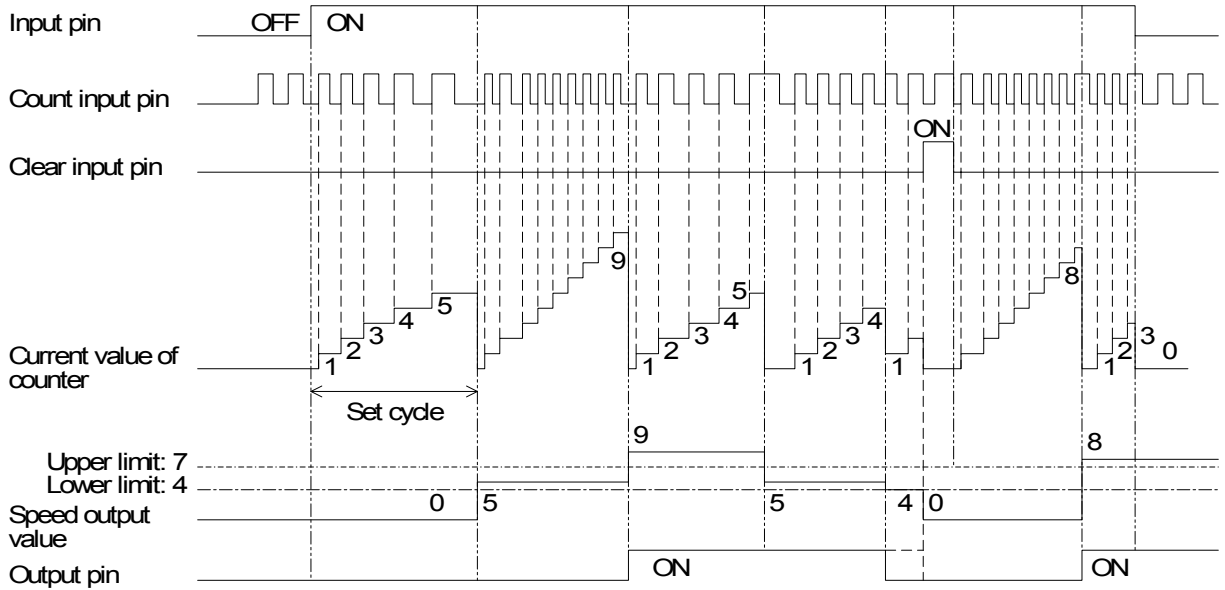 Input pin
OFF
ON
Count input pin
ON
Clear input pin
9
8
5
5
4
4
4
3
3
3
3
2
2
2
2
1
1
1
1
1
0
Current value of
counter
Set cycle
9
8
Upper limit: 7
Lower limit: 4
0
5
5
4
0
Speed output
value
Output pin
ON
ON